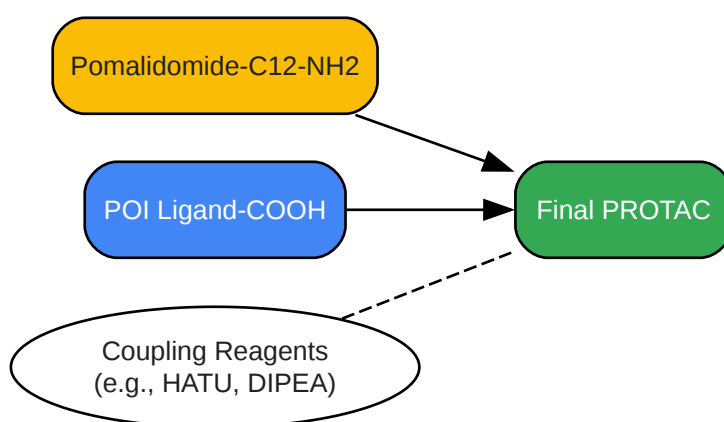 Pomalidomide-C12-NH2
POI Ligand-COOH
Final PROTAC
Coupling Reagents
(e.g., HATU, DIPEA)